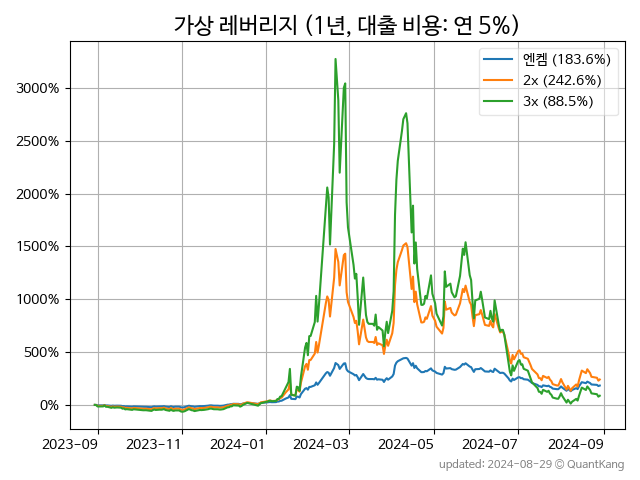 가상 레버리지 (1년, 대출 비용: 연 5%)
엔켐 (183.6%)
2x (242.6%)
3x (88.5%)
3000%
2500%
2000%
1500%
1000%
500%
0%
2023-09 2023-11 2024-01 2024-03 2024-05 2024-07 2024-09
updated: 2024-08-29 © QuantKang